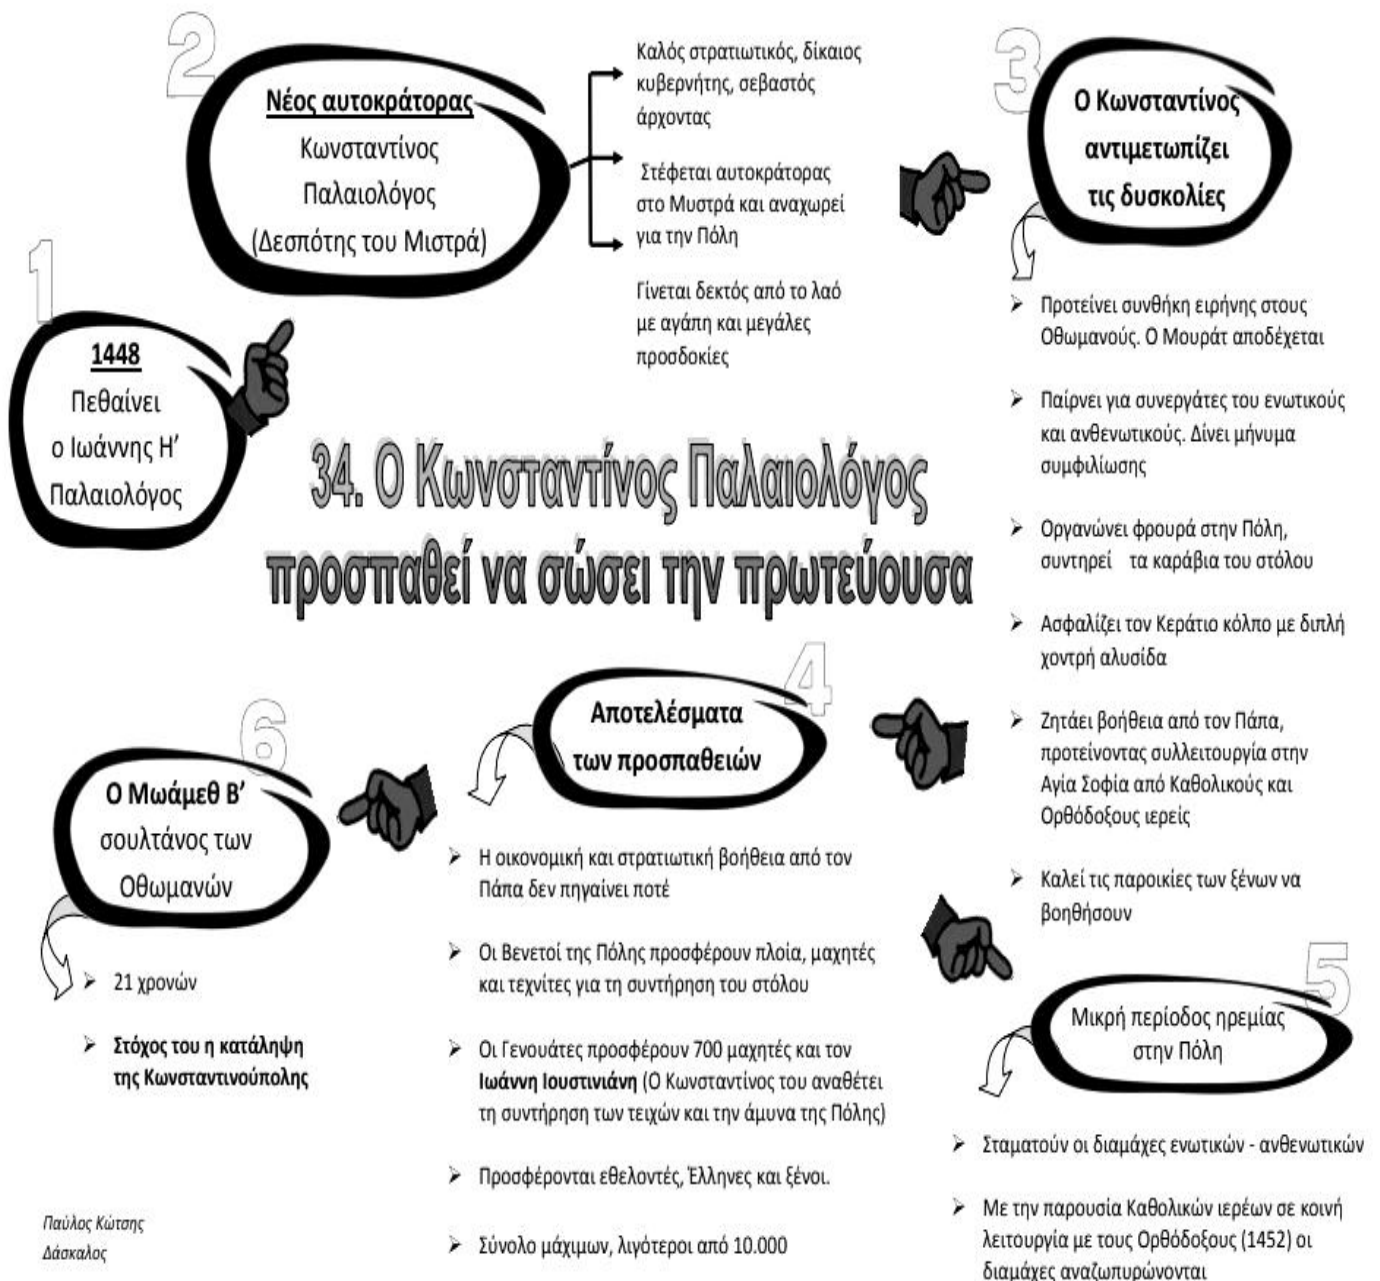 1
1448
Πεθαίνει
ο Ιωάννης Η’
Παλαιολόγος
2
Νέος αυτοκράτορας
Κωνσταντίνος
Παλαιολόγος
(Δεσπότης του Μιστρά)
Καλός στρατιωτικός, δίκαιος
κυβερνήτης, σεβαστός
άρχοντας
Στέφεται αυτοκράτορας
στο Μυστρά και αναχωρεί
για την Πόλη
Γίνεται δεκτός από το λαό
με αγάπη και μεγάλες
προσδοκίες
34. Ο Κωνσταντίνος Παλαιολόγος
προσπαθεί να σώσει την πρωτεύουσα
3
Ο Κωνσταντίνος
αντιμετωπίζει
τις δυσκολίες
➢ Προτείνει συνθήκη ειρήνης στους
Οθωμανούς. Ο Μουράτ αποδέχεται
➢ Παίρνει για συνεργάτες του ενωτικούς
και ανθενωτικούς. Δίνει μήνυμα
συμφιλίωσης
➢ Οργανώνει φρουρά στην Πόλη,
συντηρεί τα καράβια του στόλου
➢ Ασφαλίζει τον Κεράτιο κόλπο με διπλή
χοντρή αλυσίδα
➢ Ζητάει βοήθεια από τον Πάπα,
προτείνοντας συλλειτουργία στην
Αγία Σοφία από Καθολικούς και
Ορθόδοξους ιερείς
➢ Καλεί τις παροικίες των ξένων να
βοηθήσουν
4
Αποτελέσματα
των προσπαθειών
➢ Η οικονομική και στρατιωτική βοήθεια από τον
Πάπα δεν πηγαίνει ποτέ
➢ Οι Βενετοί της Πόλης προσφέρουν πλοία, μαχητές
και τεχνίτες για τη συντήρηση του στόλου
➢ Οι Γενουάτες προσφέρουν 700 μαχητές και τον
Ιωάννη Ιουστινιάνη (Ο Κωνσταντίνος του αναθέτει
τη συντήρηση των τειχών και την άμυνα της Πόλης)
➢ Προσφέρονται εθελοντές, Έλληνες και ξένοι.
➢ Σύνολο μάχιμων, λιγότεροι από 10.000
5
Μικρή περίοδος ηρεμίας
στην Πόλη
➢ Σταματούν οι διαμάχες ενωτικών - ανθενωτικών
➢ Με την παρουσία Καθολικών ιερέων σε κοινή
λειτουργία με τους Ορθόδοξους (1452) οι
διαμάχες αναζωπυρώνονται
6
Ο Μωάμεθ Β’
σουλτάνος των
Οθωμανών
➢ 21 χρονών
➢ Στόχος του η κατάληψη
της Κωνσταντινούπολης
Παύλος Κώτσης
Δάσκαλος